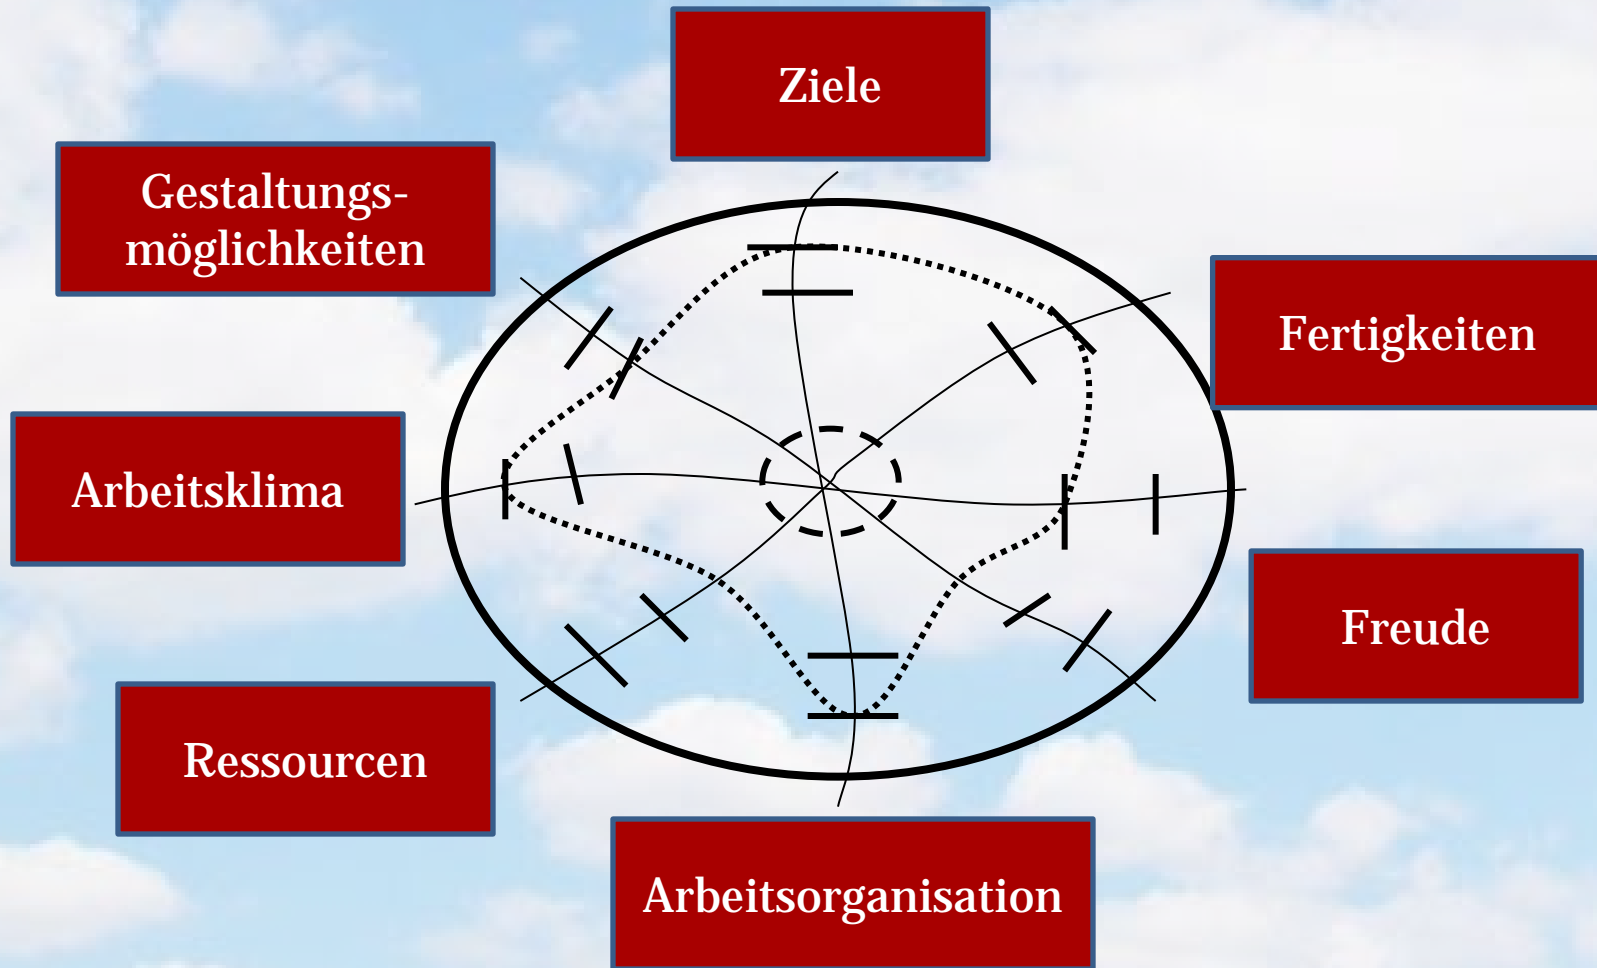 Ziele
Gestaltungs-
möglichkeiten
Fertigkeiten
Arbeitsklima
Freude
Ressourcen
Arbeitsorganisation